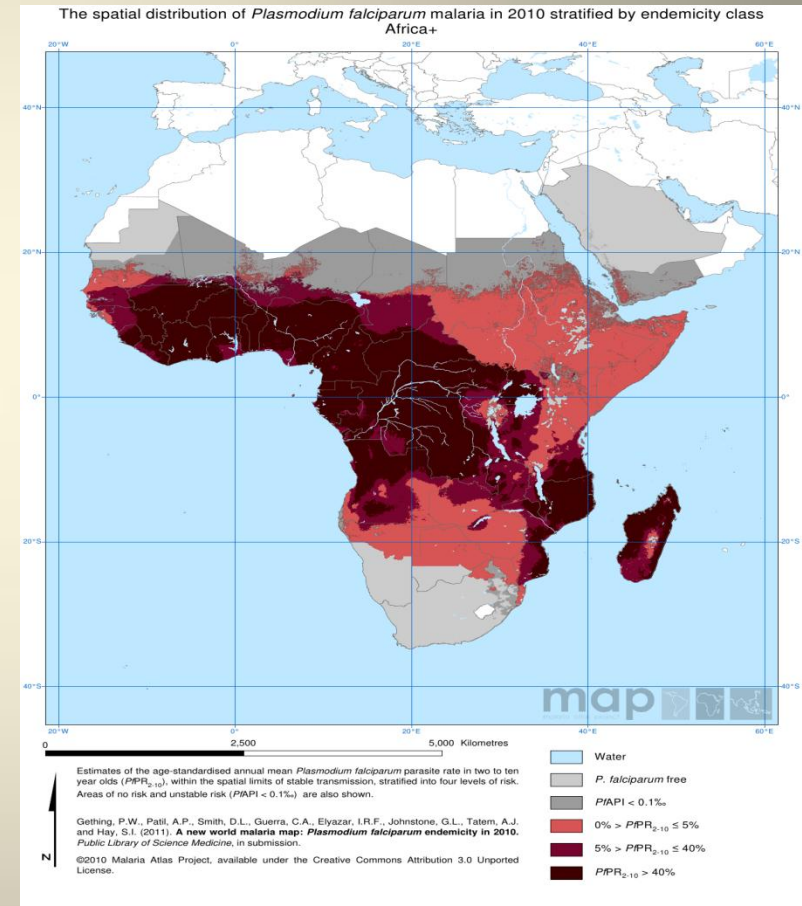 The spatial distribution of Plasmodium falciparum malaria in 2010 stratified by endemicity class
Africa+
20°W 0° 20°E 40°E 60°E
40°N 40°N
20°N 20°N
0° 0°
20°S 20°S
40°S 40°S
map
20°W 0° 20°E 40°E 60°E
0 2,500 5,000 Kilometres
Estimates of the age-standardised annual mean Plasmodium falciparum parasite rate in two to ten
year olds (PfPR2-10), within the spatial limits of stable transmission, stratified into four levels of risk.
Areas of no risk and unstable risk (PfAPI < 0.1‰) are also shown.
Gething, P.W., Patil, A.P., Smith, D.L., Guerra, C.A., Elyazar, I.R.F., Johnstone, G.L., Tatem, A.J.
and Hay, S.I. (2011). A new world malaria map: Plasmodium falciparum endemicity in 2010.
Public Library of Science Medicine, in submission.
©2010 Malaria Atlas Project, available under the Creative Commons Attribution 3.0 Unported
License.
N
Water
P. falciparum free
PfAPI < 0.1‰
0% > PfPR2-10 ≤ 5%
5% > PfPR2-10 ≤ 40%
PfPR2-10 > 40%